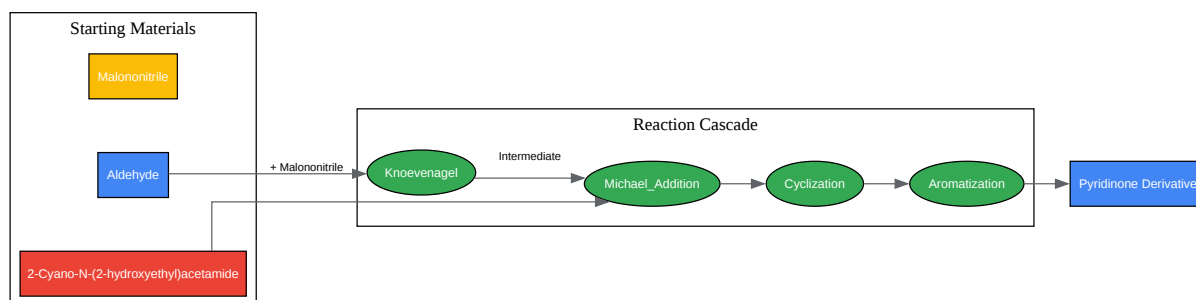 Starting Materials
Malononitrile
Aldehyde
2-Cyano-N-(2-hydroxyethyl)acetamide
+ Malononitrile
Reaction Cascade
Knoevenagel
Intermediate
Michael_Addition
Cyclization
Aromatization
Pyridinone Derivative